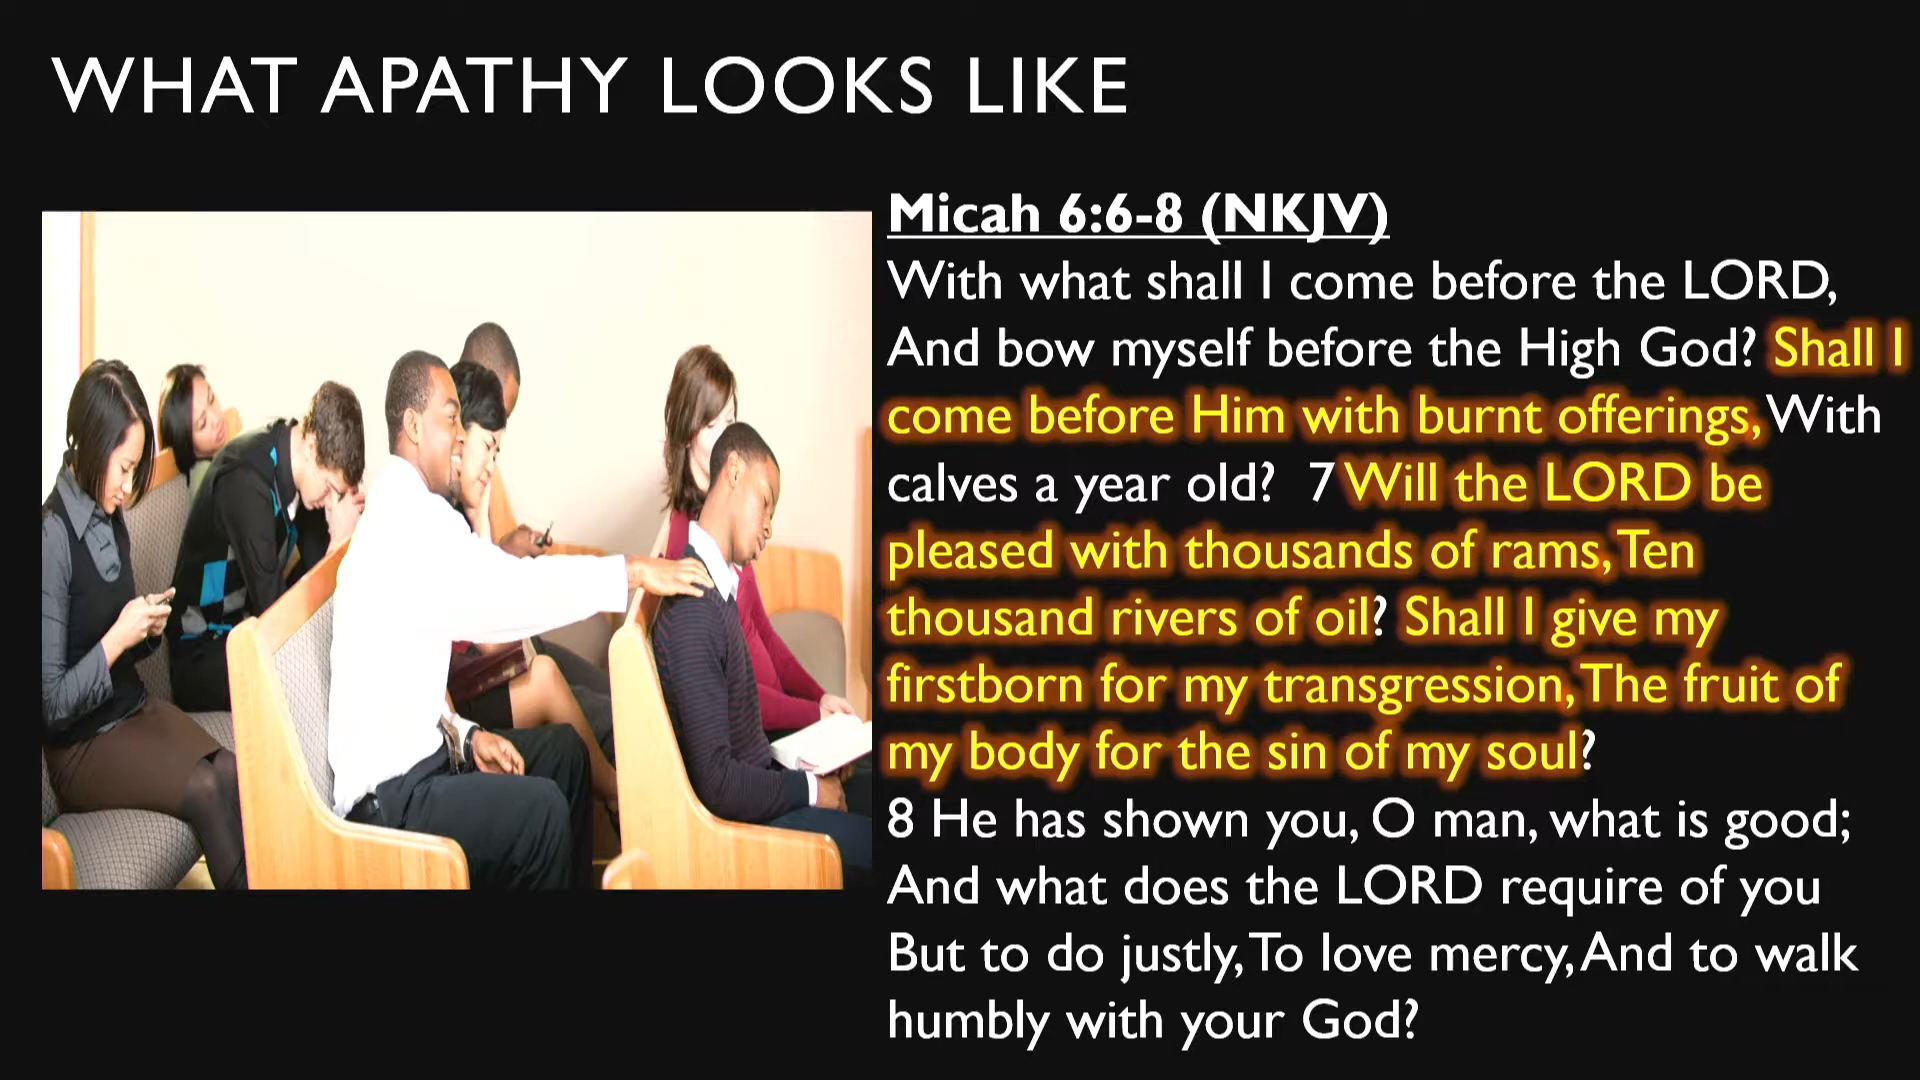 WHAT APATHY LOOKS LIKE
Micah 6:6-8 (NKJV)
With what shall I come before the LORD,
And bow myself before the High God? Shall I
come before Him with burnt offerings, With
calves a year old?  7 Will the LORD be
pleased with thousands of rams, Ten
thousand rivers of oil? Shall I give my
firstborn for my transgression, The fruit of
my body for the sin of my soul?
8 He has shown you, O man, what is good;
And what does the LORD require of you
But to do justly, To love mercy, And to walk
humbly with your God?